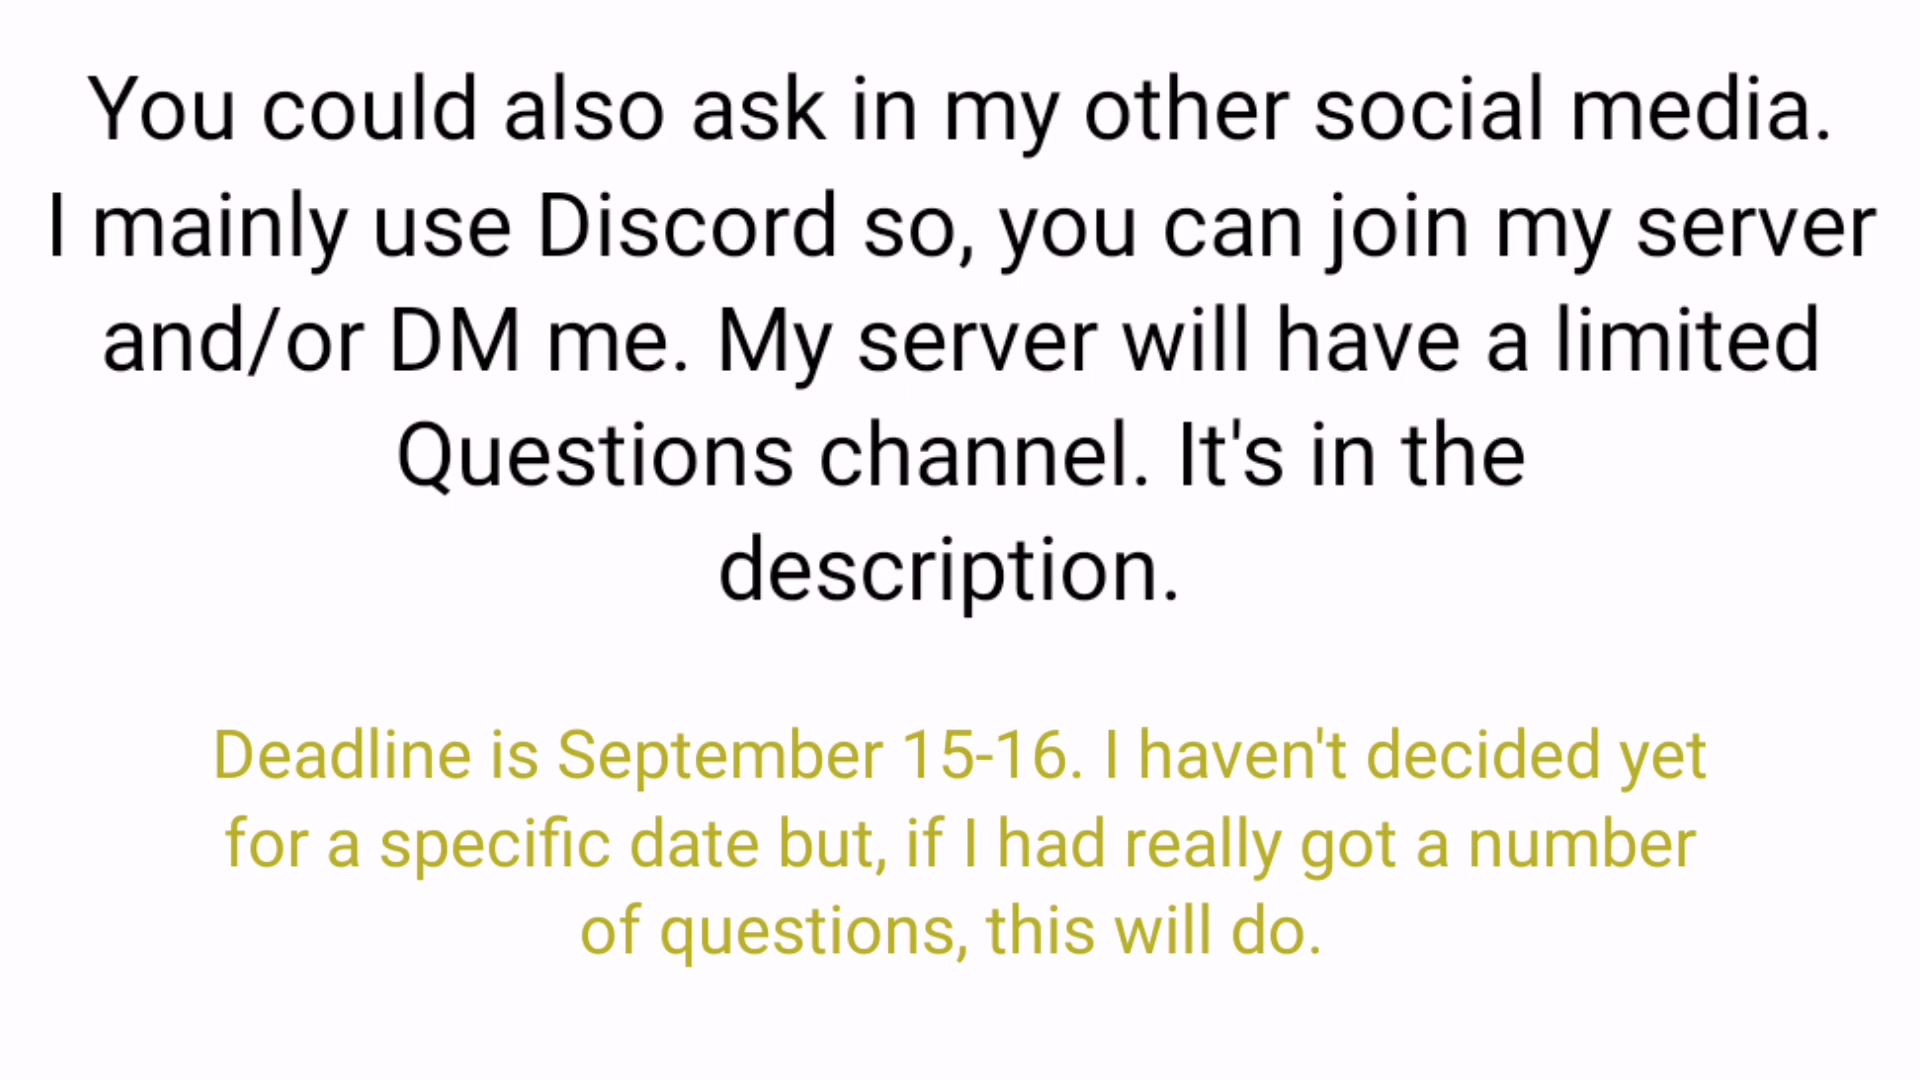 You could also ask in my other social media.
I mainly use Discord so, you can join my server
and/or DM me. My server will have a limited
Questions channel. It's in the
description.
Deadline is September 15-16. I haven't decided yet
for a specific date but, if I had really got a number
of questions, this will do.